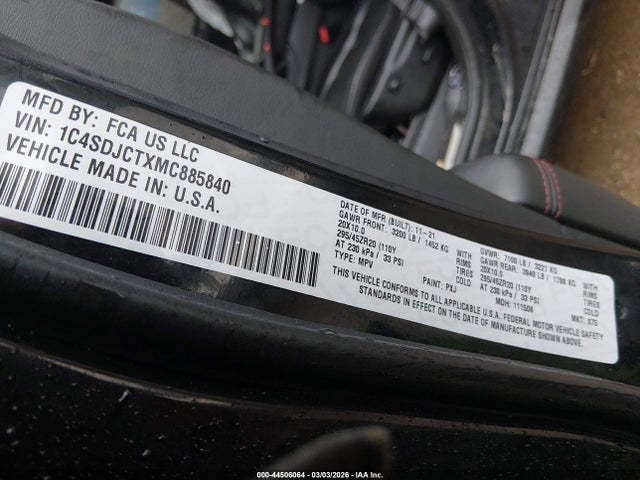 MFD BY: FCA US LLC
VIN: 1C4SDJCTXMC885840
VEHICLE MADE IN: U.S.A.
DATE OF MFR (BUILT): 11-21
GAWR FRONT: 3200 LB / 1452 KG WITH
20X10.0 RIMS
295/45ZR20 (110Y TIRES
AT 230 kPa / 33 PSI COLD
TYPE: MPV
GVWR: 7100 LB / 3221 KG
GAWR REAR: 3940 LB / 1788 KG WITH
20X10.0 RIMS
295/45ZR20 (110Y TIRES
AT 230 kPa / 33 PSI COLD
PAINT: PXJ MDH: 111506 MKT: 375
THIS VEHICLE CONFORMS TO ALL APPLICABLE U.S.A. FEDERAL MOTOR VEHICLE SAFETY
STANDARDS IN EFFECT ON THE DATE OF MANUFACTURE SHOWN ABOVE.
000-44506064 - 03/03/2026 - IAA Inc.